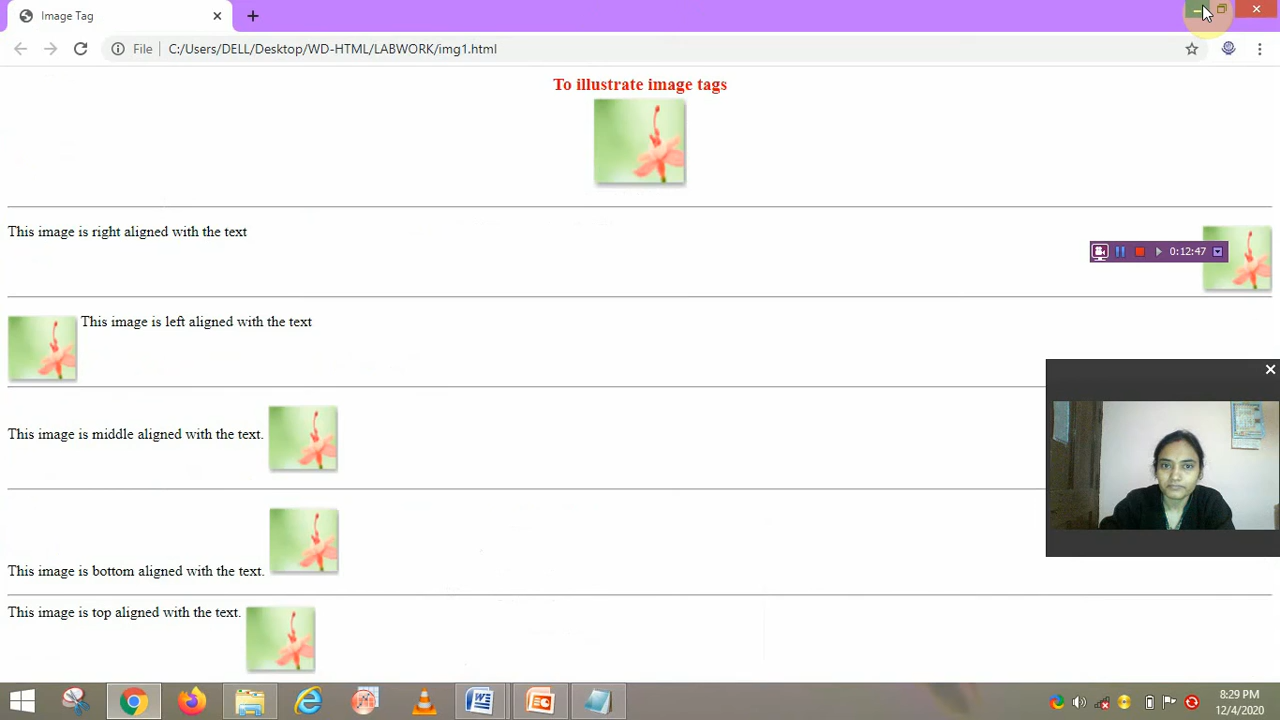 Image Tag
File C:/Users/DELL/Desktop/WD-HTML/LABWORK/img1.html
To illustrate image tags
This image is right aligned with the text
0:12:47
This image is left aligned with the text
This image is middle aligned with the text.
This image is bottom aligned with the text.
This image is top aligned with the text.
8:29 PM
12/4/2020